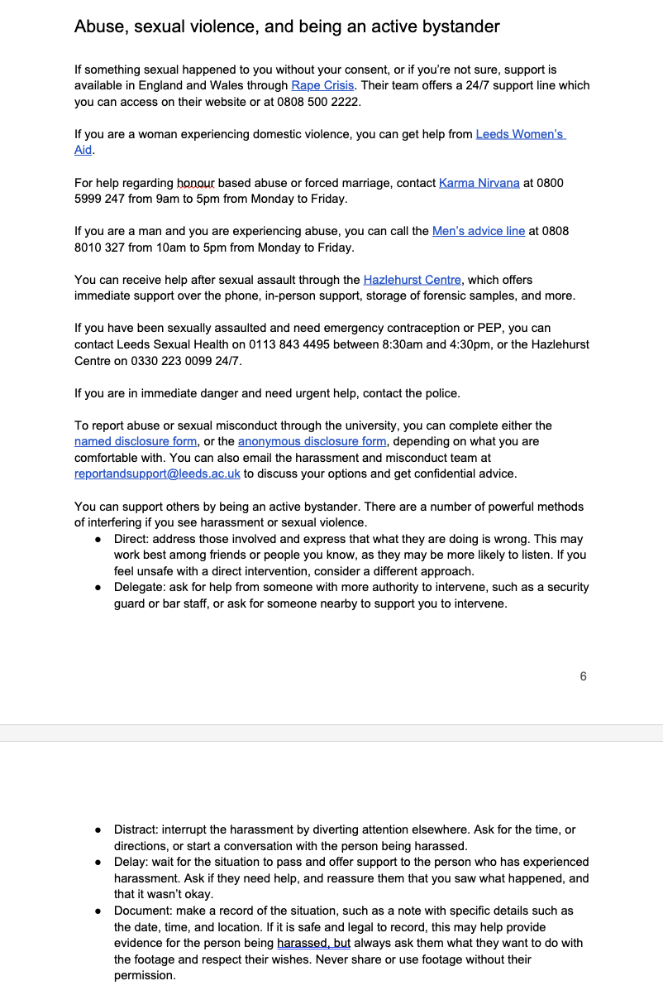 Abuse, sexual violence, and being an active bystander
If something sexual happened to you without your consent, or if you’re not sure, support is
available in England and Wales through Rape Crisis. Their team offers a 24/7 support line which
you can access on their website or at 0808 500 2222.
If you are a woman experiencing domestic violence, you can get help from Leeds Women’s
Aid.
For help regarding honour based abuse or forced marriage, contact Karma Nirvana at 0800
5999 247 from 9am to 5pm from Monday to Friday.
If you are a man and you are experiencing abuse, you can call the Men’s advice line at 0808
8010 327 from 10am to 5pm from Monday to Friday.
You can receive help after sexual assault through the Hazlehurst Centre, which offers
immediate support over the phone, in-person support, storage of forensic samples, and more.
If you have been sexually assaulted and need emergency contraception or PEP, you can
contact Leeds Sexual Health on 0113 843 4495 between 8:30am and 4:30pm, or the Hazlehurst
Centre on 0330 223 0099 24/7.
If you are in immediate danger and need urgent help, contact the police.
To report abuse or sexual misconduct through the university, you can complete either the
named disclosure form, or the anonymous disclosure form, depending on what you are
comfortable with. You can also email the harassment and misconduct team at
reportandsupport@leeds.ac.uk to discuss your options and get confidential advice.
You can support others by being an active bystander. There are a number of powerful methods
of interfering if you see harassment or sexual violence.
● Direct: address those involved and express that what they are doing is wrong. This may
work best among friends or people you know, as they may be more likely to listen. If you
feel unsafe with a direct intervention, consider a different approach.
● Delegate: ask for help from someone with more authority to intervene, such as a security
guard or bar staff, or ask for someone nearby to support you to intervene.
6
● Distract: interrupt the harassment by diverting attention elsewhere. Ask for the time, or
directions, or start a conversation with the person being harassed.
● Delay: wait for the situation to pass and offer support to the person who has experienced
harassment. Ask if they need help, and reassure them that you saw what happened, and
that it wasn’t okay.
● Document: make a record of the situation, such as a note with specific details such as
the date, time, and location. If it is safe and legal to record, this may help provide
evidence for the person being harassed, but always ask them what they want to do with
the footage and respect their wishes. Never share or use footage without their
permission.